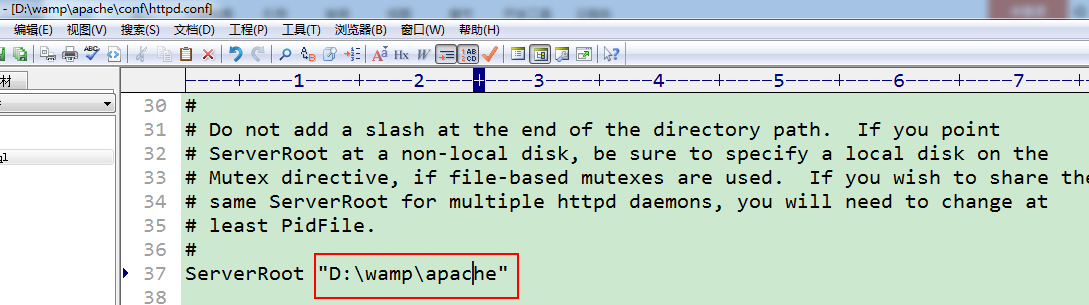 - [D:\wamp\apache\conf\httpd.conf]
编辑(E) 视图(V) 搜索(S) 文档(D) 工程(P) 工具(T) 浏览器(B) 窗口(W) 帮助(H)
材
1 2 3 4 5 6 7
30 #
31 # Do not add a slash at the end of the directory path.  If you point
32 # ServerRoot at a non-local disk, be sure to specify a local disk on the
33 # Mutex directive, if file-based mutexes are used.  If you wish to share the
34 # same ServerRoot for multiple httpd daemons, you will need to change at
35 # least PidFile.
36 #
37 ServerRoot "D:\wamp\apache"
38